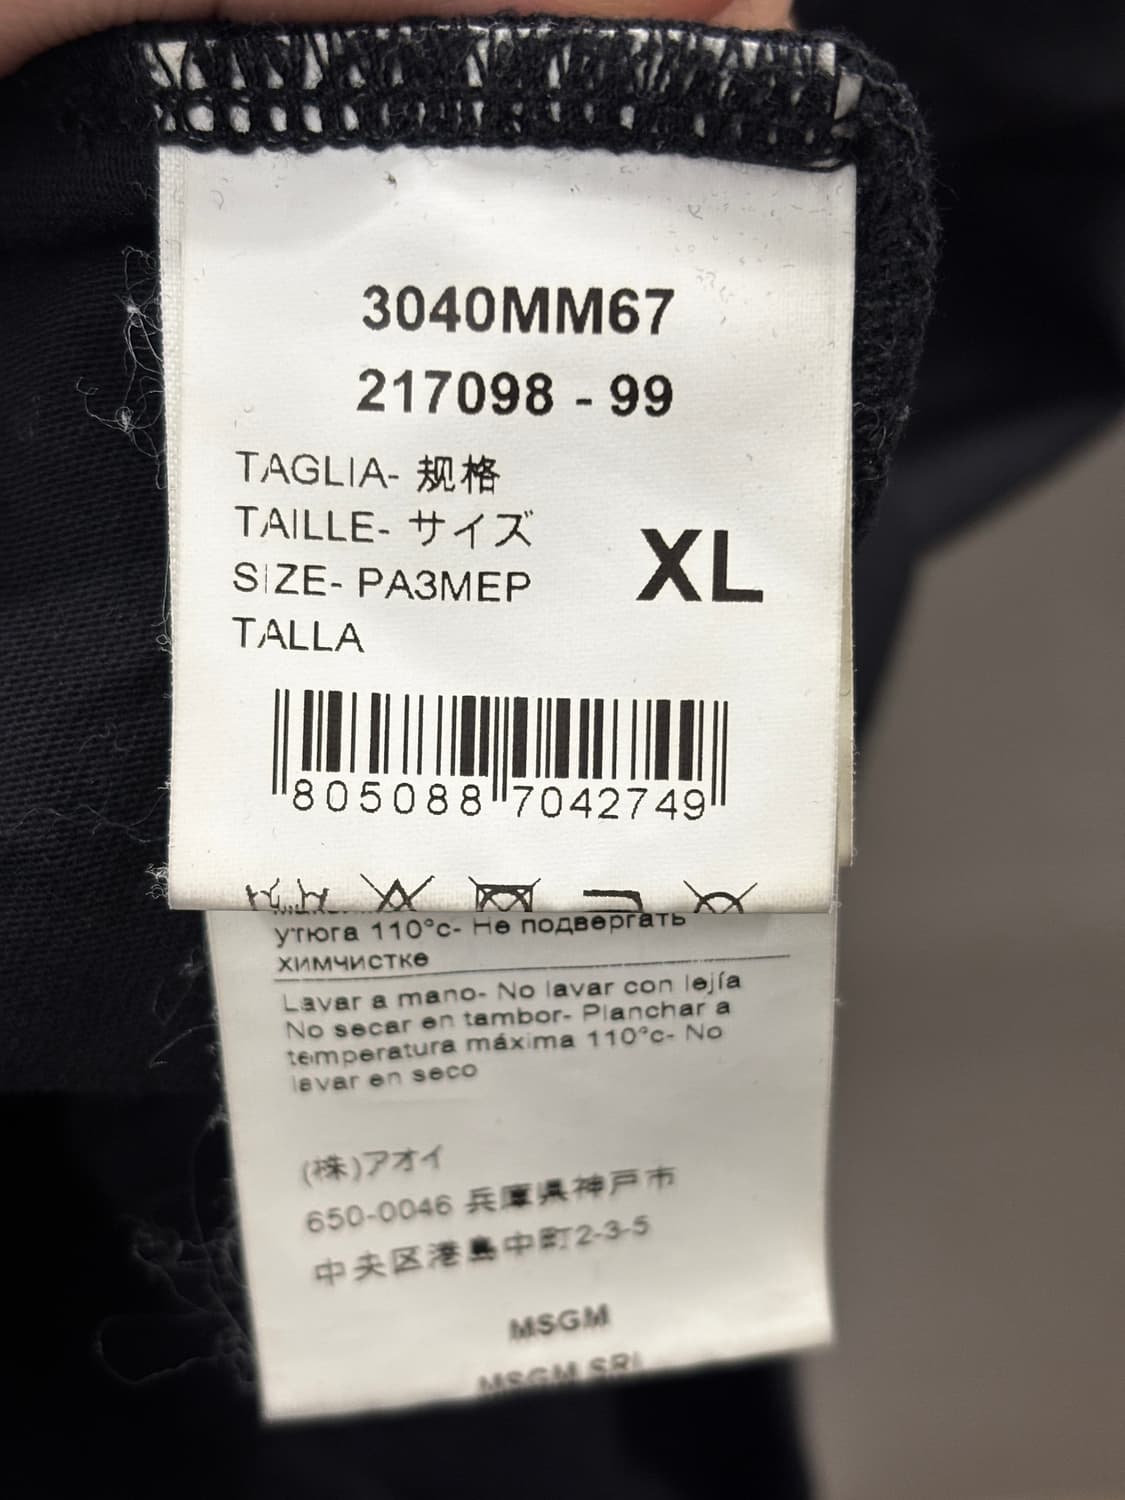 3040MM67
217098 - 99
TAGLIA- 规格
TAILLE- サイズ
SIZE- РАЗМЕР
TALLA
XL
805088 7042749
утюга 110°c- Не подвергать
химчистке
Lavar a mano- No lavar con lejía
No secar en tambor- Planchar a
temperatura máxima 110°c- No
lavar en seco
(株)アオイ
650-0046 兵庫県神戸市
中央区港島中町2-3-5
MSGM
MSGM SRL